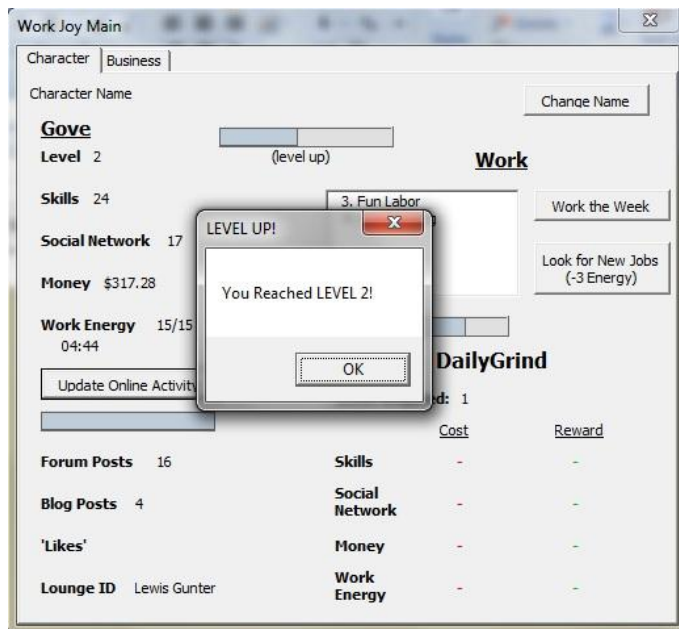 Work Joy Main
Character
Business
Character Name
Change Name
Gove
Level 2
(level up)
Work
Skills 24
3. Fun Labor
Work the Week
Social Network 17
Look for New Jobs
(-3 Energy)
Money $317.28
LEVEL UP!
You Reached LEVEL 2!
OK
Work Energy 15/15
04:44
DailyGrind
Update Online Activity
1
Cost
Reward
Forum Posts 16
Skills - -
Blog Posts 4
Social
Network - -
'Likes'
Money - -
Lounge ID Lewis Gunter
Work
Energy - -